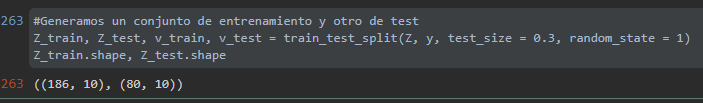 263 #Generamos un conjunto de entrenamiento y otro de test
Z_train, Z_test, v_train, v_test = train_test_split(Z, y, test_size = 0.3, random_state = 1)
Z_train.shape, Z_test.shape
263 ((186, 10), (80, 10))